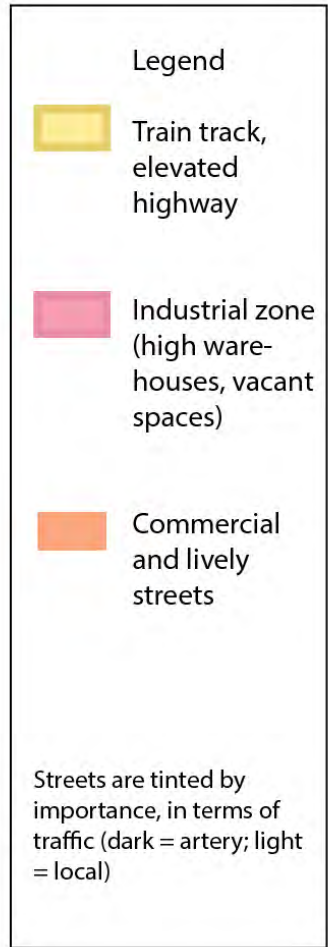 Legend
Train track,
elevated
highway
Industrial zone
(high ware-
houses, vacant
spaces)
Commercial
and lively
streets
Streets are tinted by
importance, in terms of
traffic (dark = artery; light
= local)